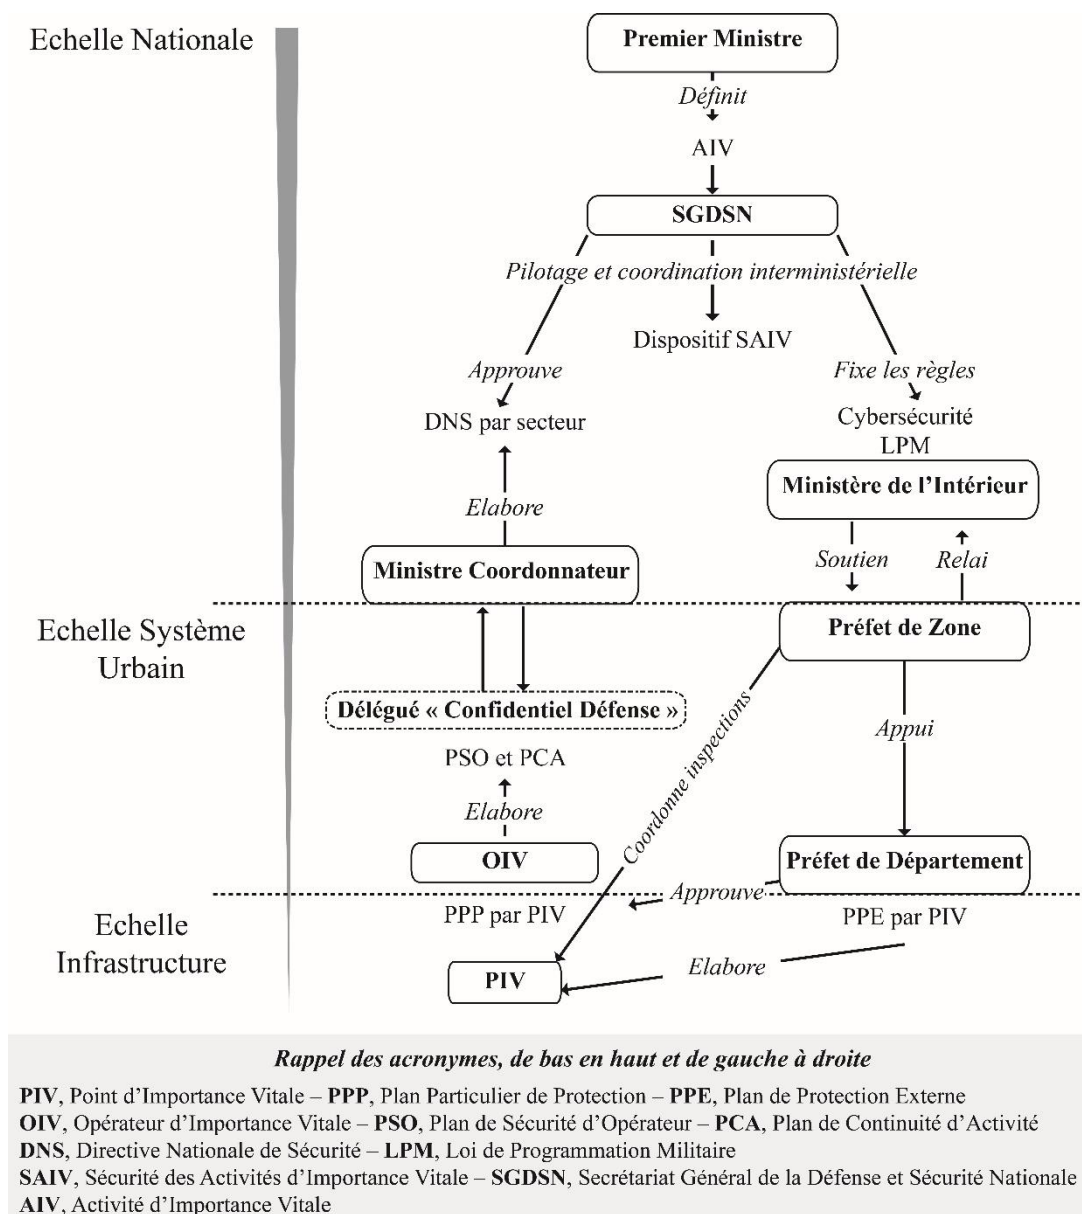 Echelle Nationale
Premier Ministre
Définit
AIV
SGDSN
Pilotage et coordination interministérielle
Dispositif SAIV
Approuve
Fixe les règles
DNS par secteur
Cybersécurité
LPM
Ministère de l'Intérieur
Elabore
Soutien
Relai
Ministre Coordonnateur
Echelle Système
Urbain
Préfet de Zone
Délégué « Confidentiel Défense »
Coordonne inspections
Appui
PSO et PCA
Elabore
OIV
Préfet de Département
Approuve
Echelle
Infrastructure
PPP par PIV
PPE par PIV
Elabore
PIV
Rappel des acronymes, de bas en haut et de gauche à droite
PIV, Point d'Importance Vitale – PPP, Plan Particulier de Protection – PPE, Plan de Protection Externe
OIV, Opérateur d'Importance Vitale – PSO, Plan de Sécurité d'Opérateur – PCA, Plan de Continuité d'Activité
DNS, Directive Nationale de Sécurité – LPM, Loi de Programmation Militaire
SAIV, Sécurité des Activités d'Importance Vitale – SGDSN, Secrétariat Général de la Défense et Sécurité Nationale
AIV, Activité d'Importance Vitale